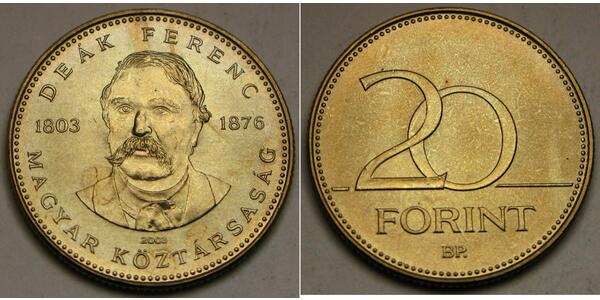 DEÁK FERENC
1803 1876
MAGYAR KÖZTÁRSASÁG
2003
20
FORINT
BP.